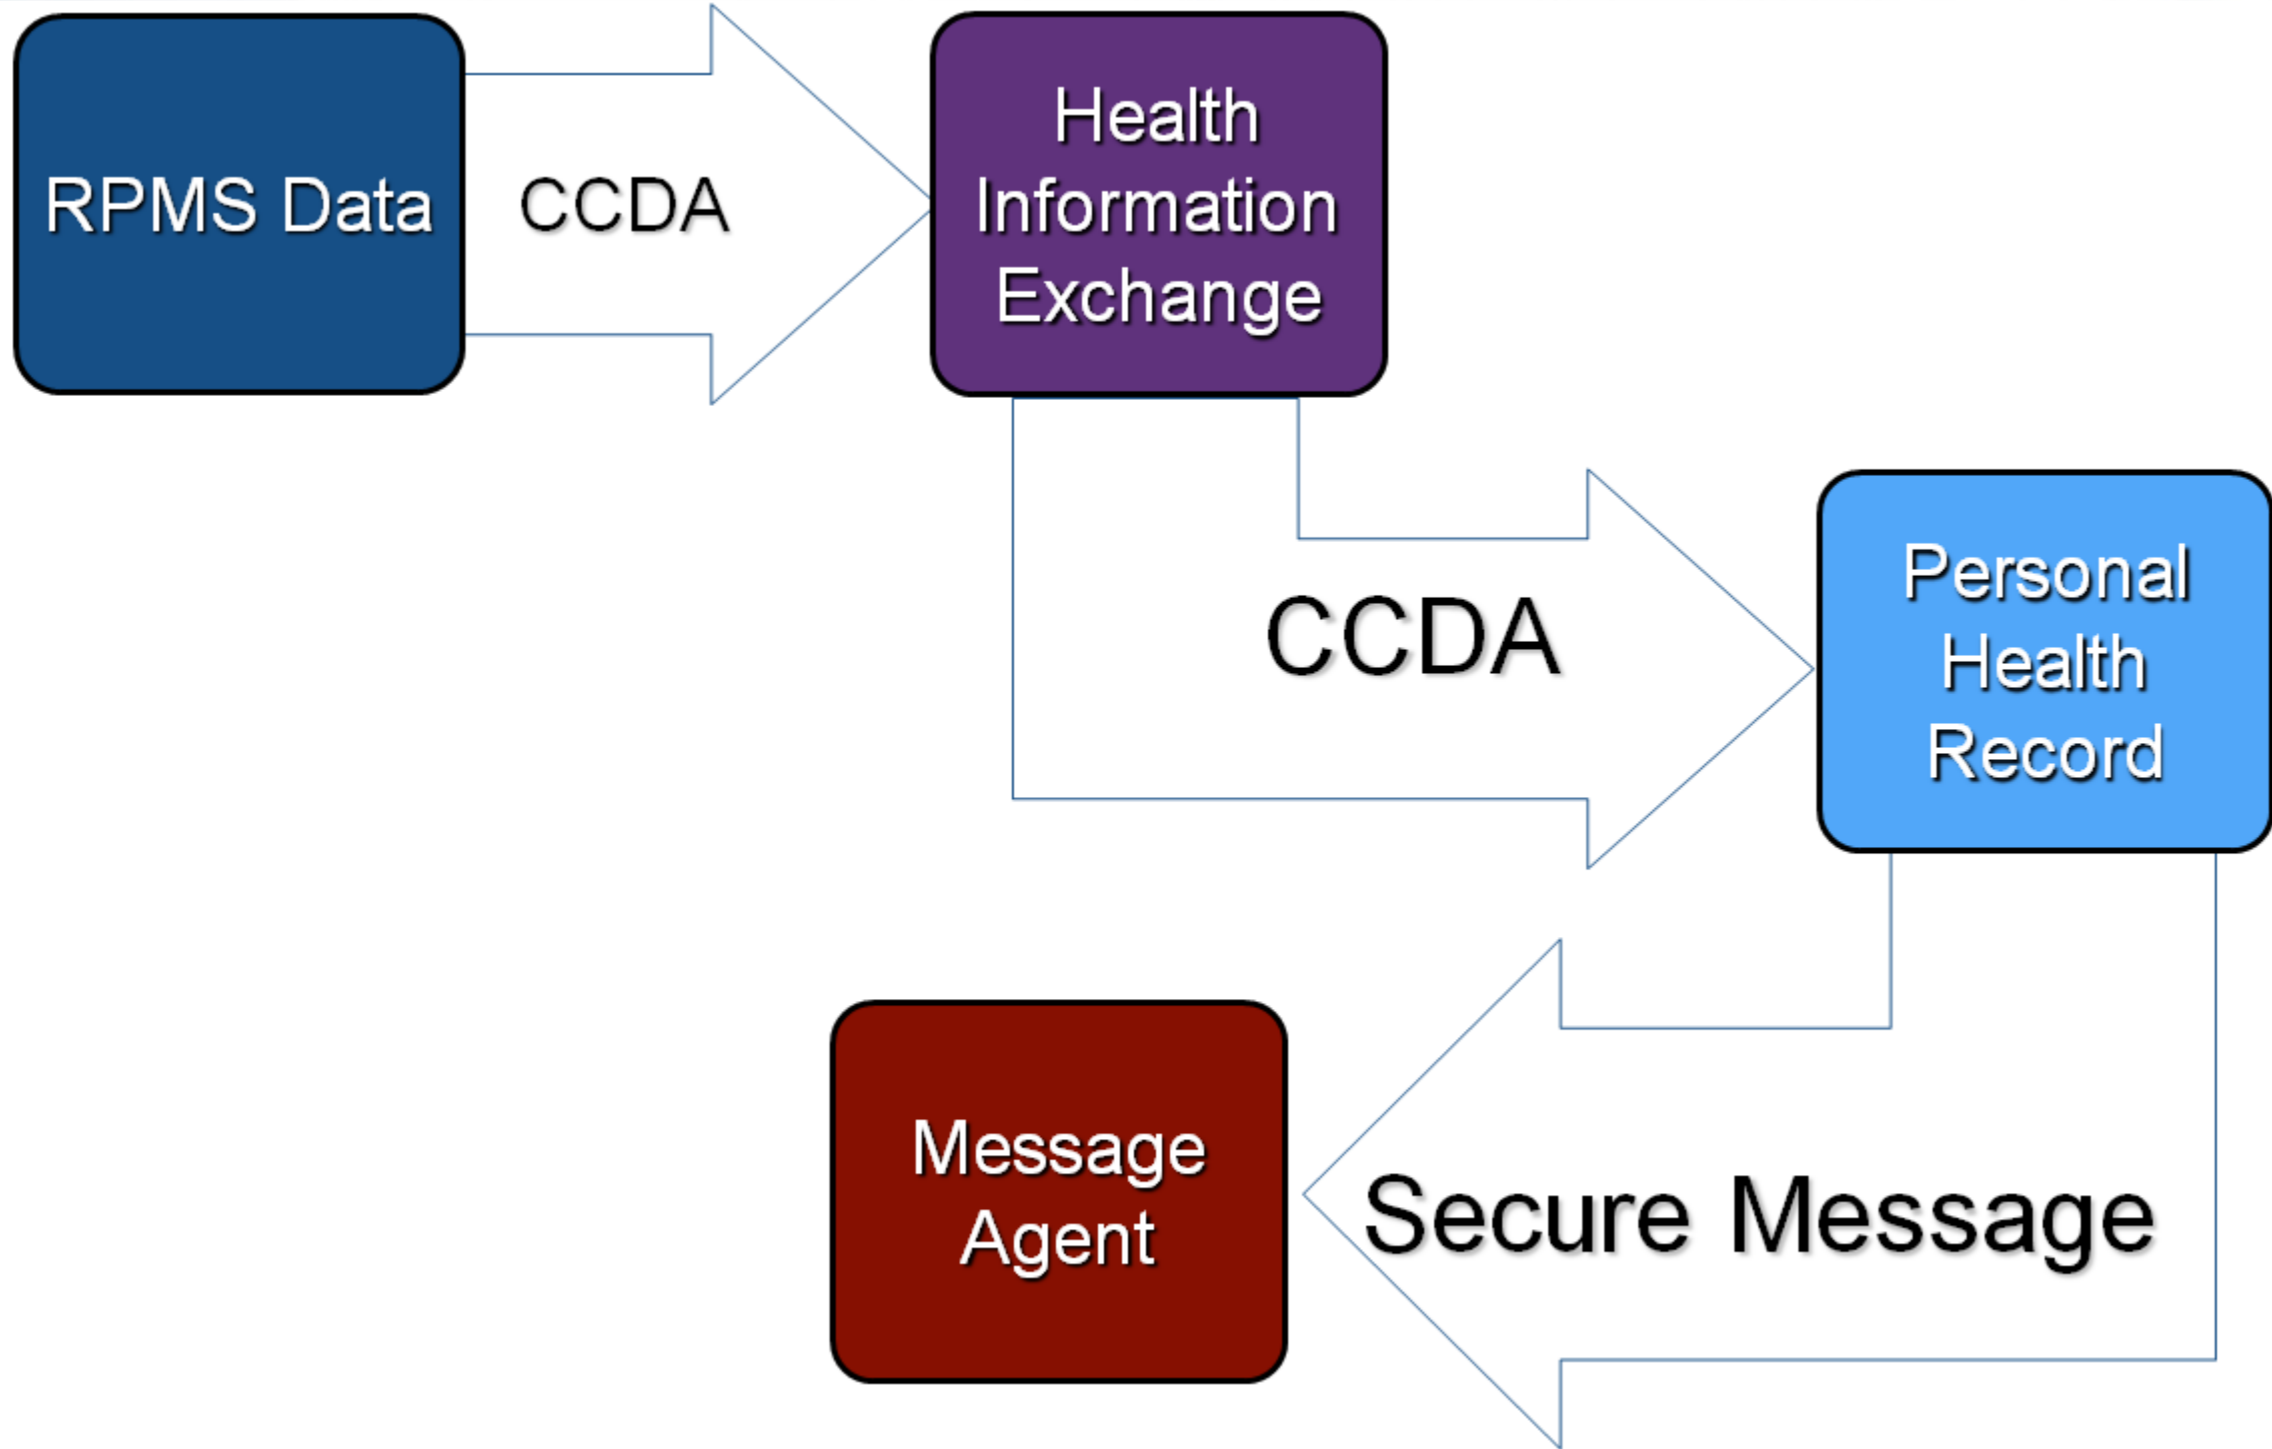 RPMS Data
CCDA
Health
Information
Exchange
CCDA
Personal
Health
Record
Message
Agent
Secure Message